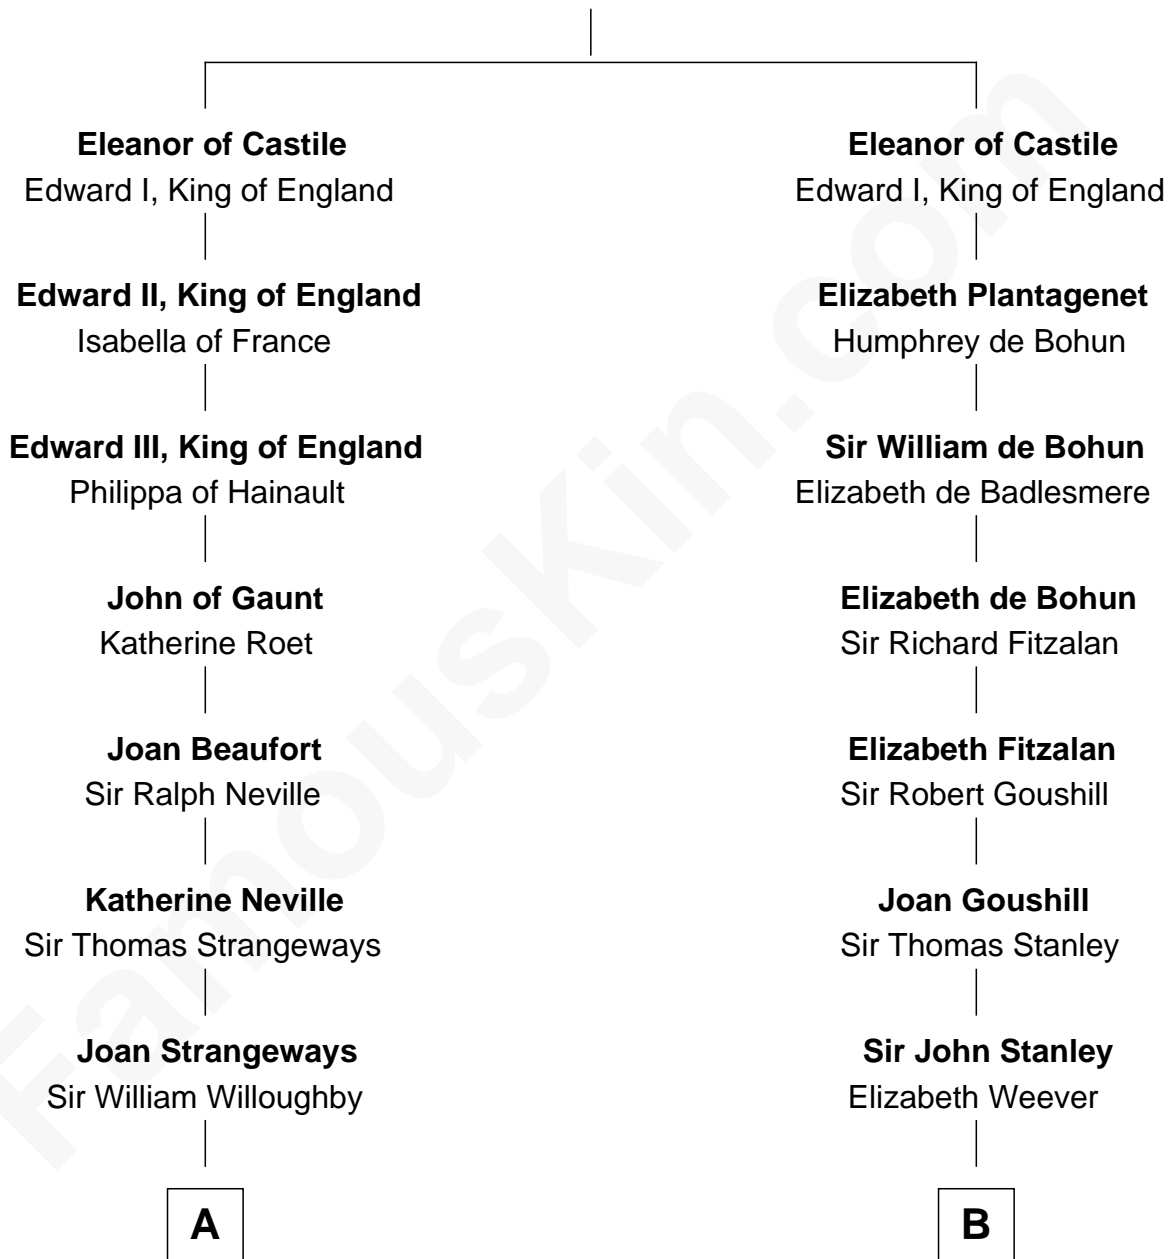 Eleanor of Castile
Edward I, King of England
Edward II, King of England
Isabella of France
Edward III, King of England
Philippa of Hainault
John of Gaunt
Katherine Roet
Joan Beaufort
Sir Ralph Neville
Katherine Neville
Sir Thomas Strangeways
Joan Strangeways
Sir William Willoughby
A
Eleanor of Castile
Edward I, King of England
Elizabeth Plantagenet
Humphrey de Bohun
Sir William de Bohun
Elizabeth de Badlesmere
Elizabeth de Bohun
Sir Richard Fitzalan
Elizabeth Fitzalan
Sir Robert Goushill
Joan Goushill
Sir Thomas Stanley
Sir John Stanley
Elizabeth Weever
B
FamousKin.com